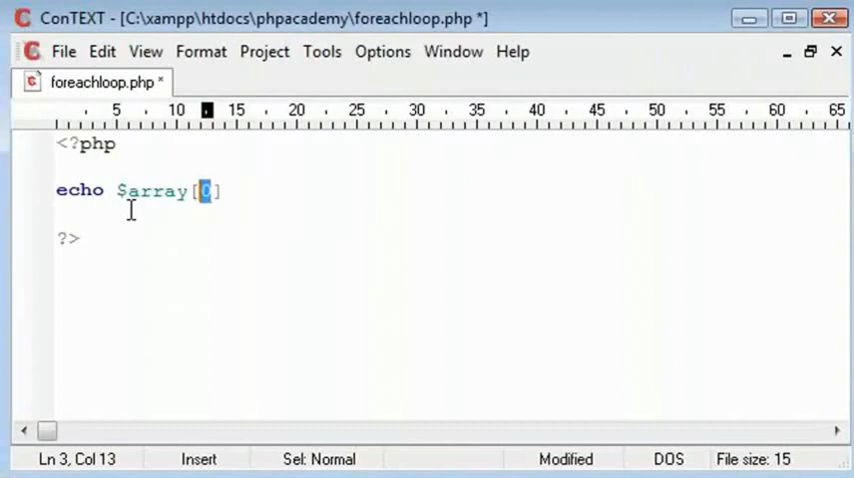 ConTEXT - [C:\xampp\htdocs\phpacademy\foreachloop.php *]
File Edit View Format Project Tools Options Window Help
foreachloop.php *
5 10 15 20 25 30 35 40 45 50 55 60 65
<?php
echo $array[0]
?>
Ln 3, Col 13 Insert Sel: Normal Modified DOS File size: 15